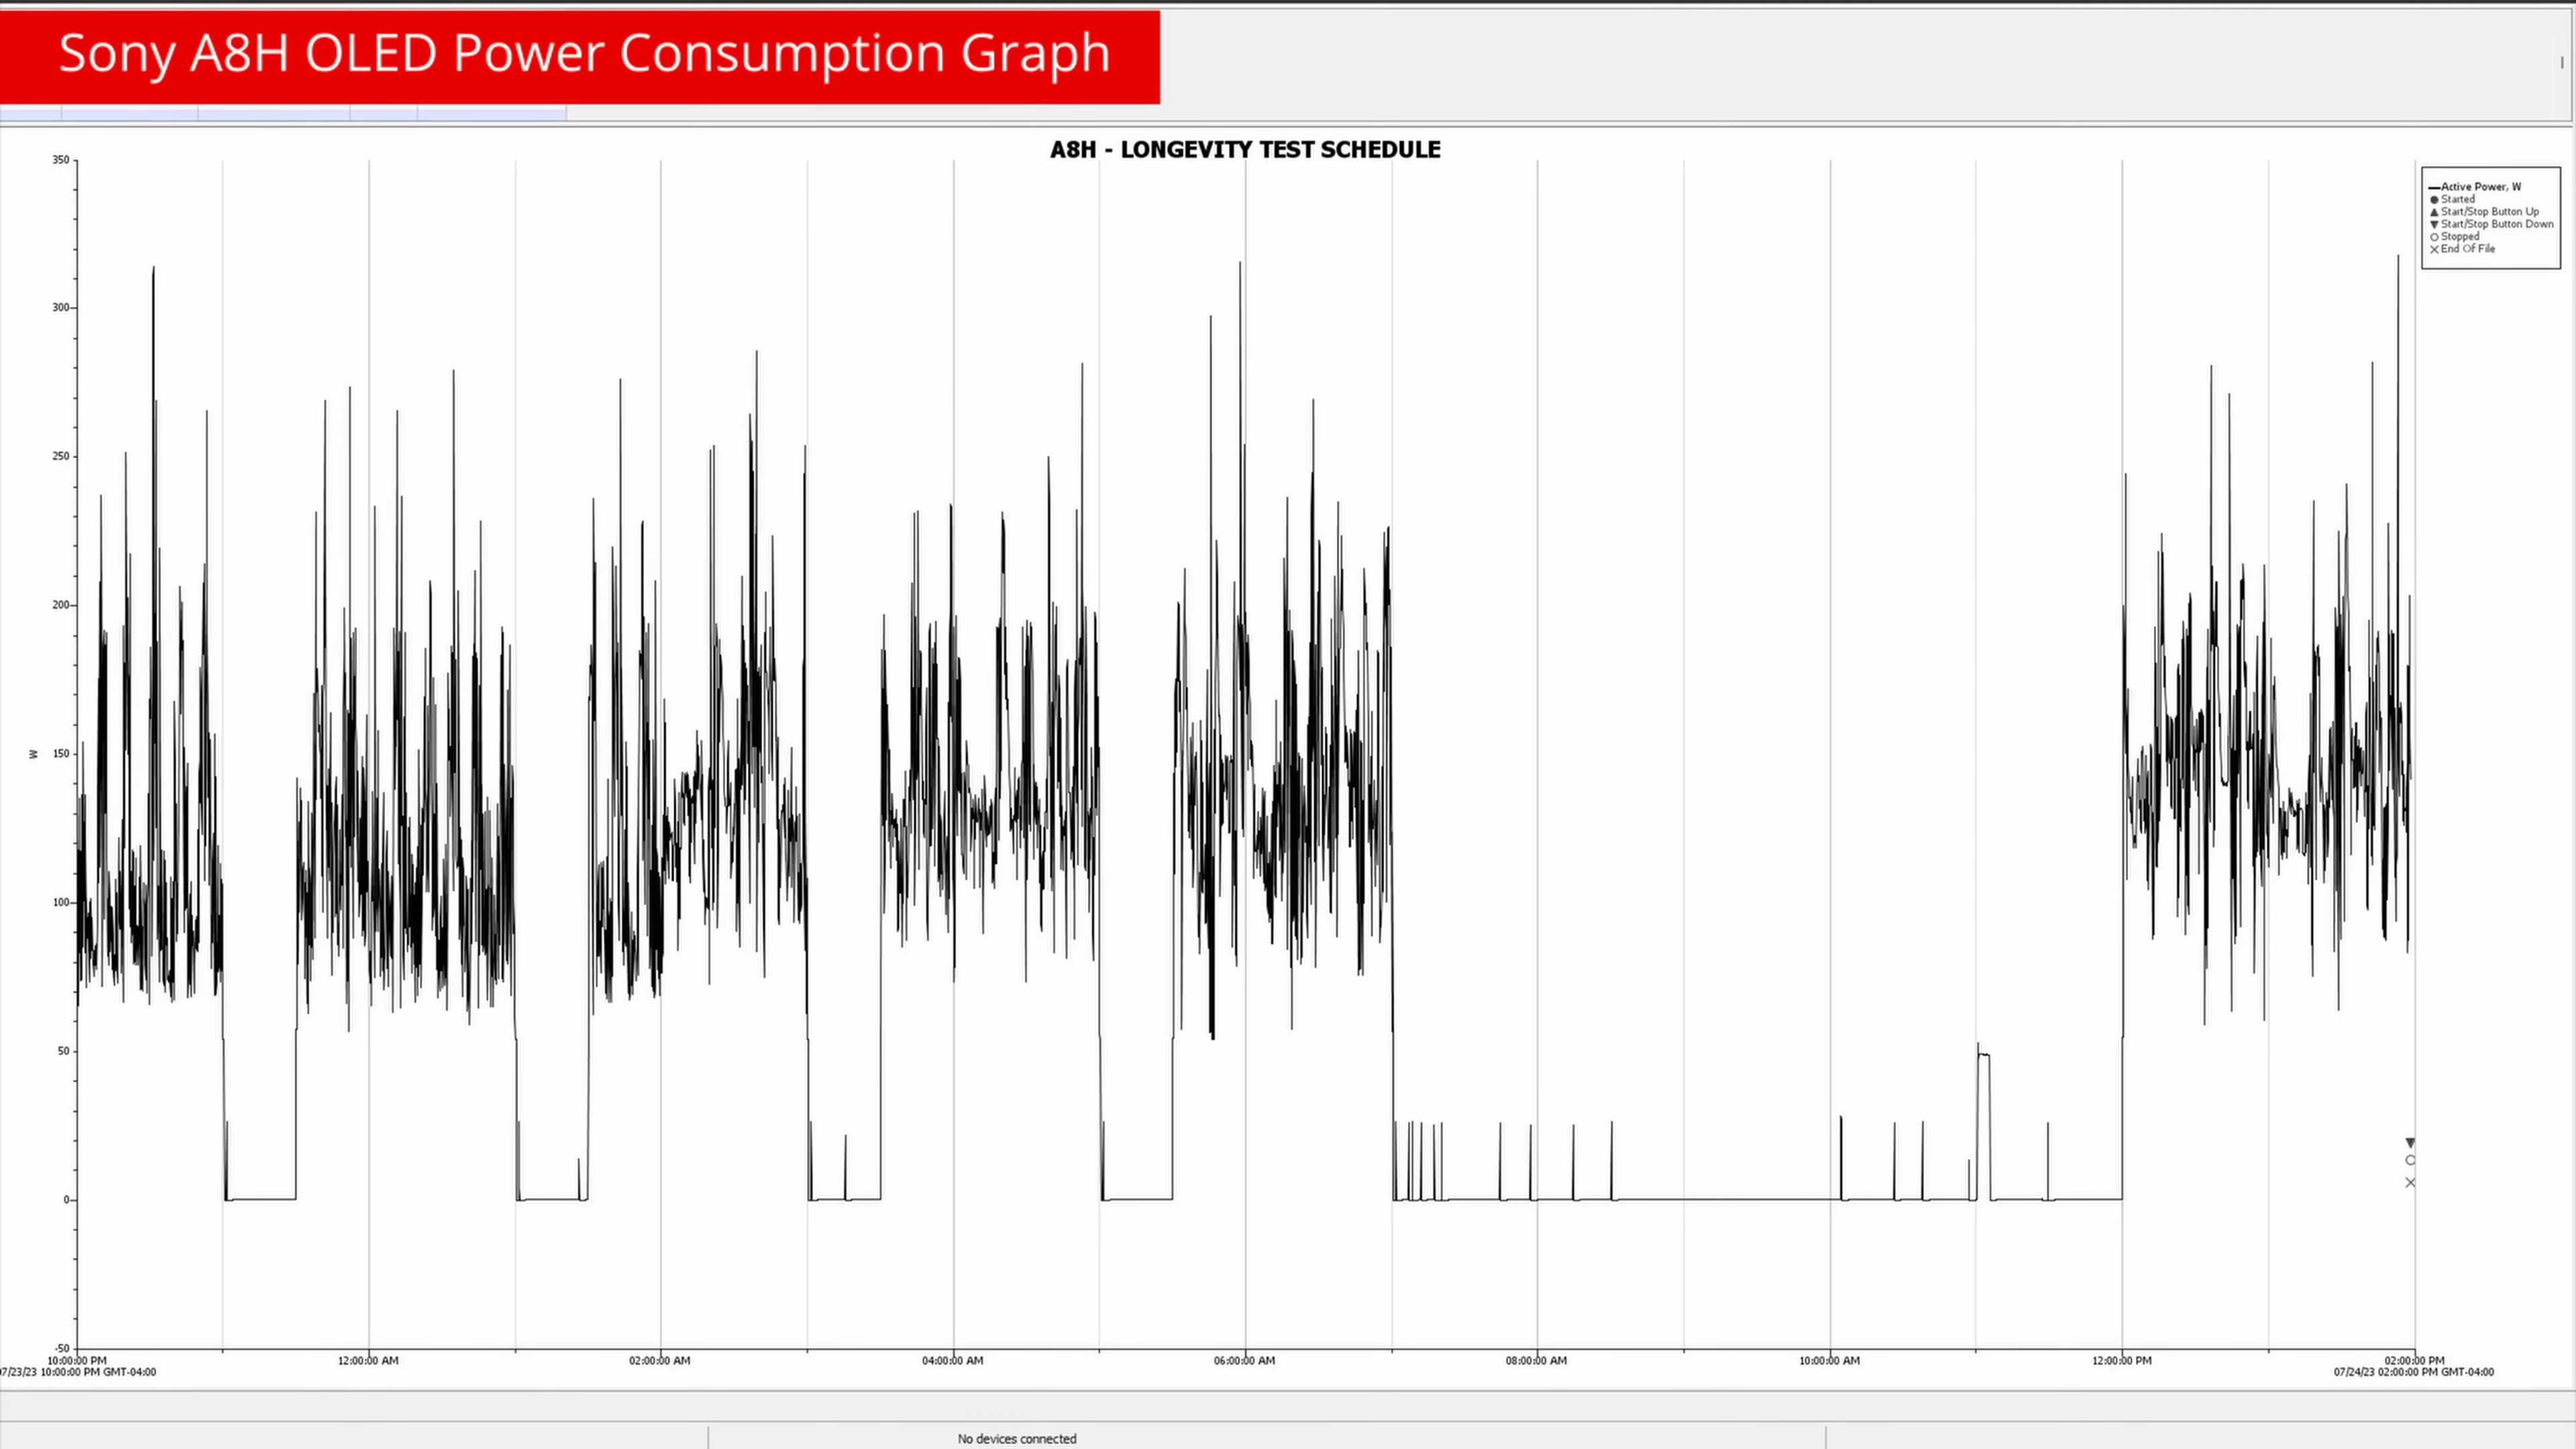 Sony A8H OLED Power Consumption Graph
A8H - LONGEVITY TEST SCHEDULE
350
300
250
200
150
100
50
0
-50
W
Active Power, W
Started
Start/Stop Button Up
Start/Stop Button Down
Stopped
End Of File
10:00:00 PM
12:00:00 AM
02:00:00 AM
04:00:00 AM
06:00:00 AM
08:00:00 AM
10:00:00 AM
12:00:00 PM
02:00:00 PM
07/23/23 10:00:00 PM GMT-04:00
07/24/23 02:00:00 PM GMT-04:00
No devices connected